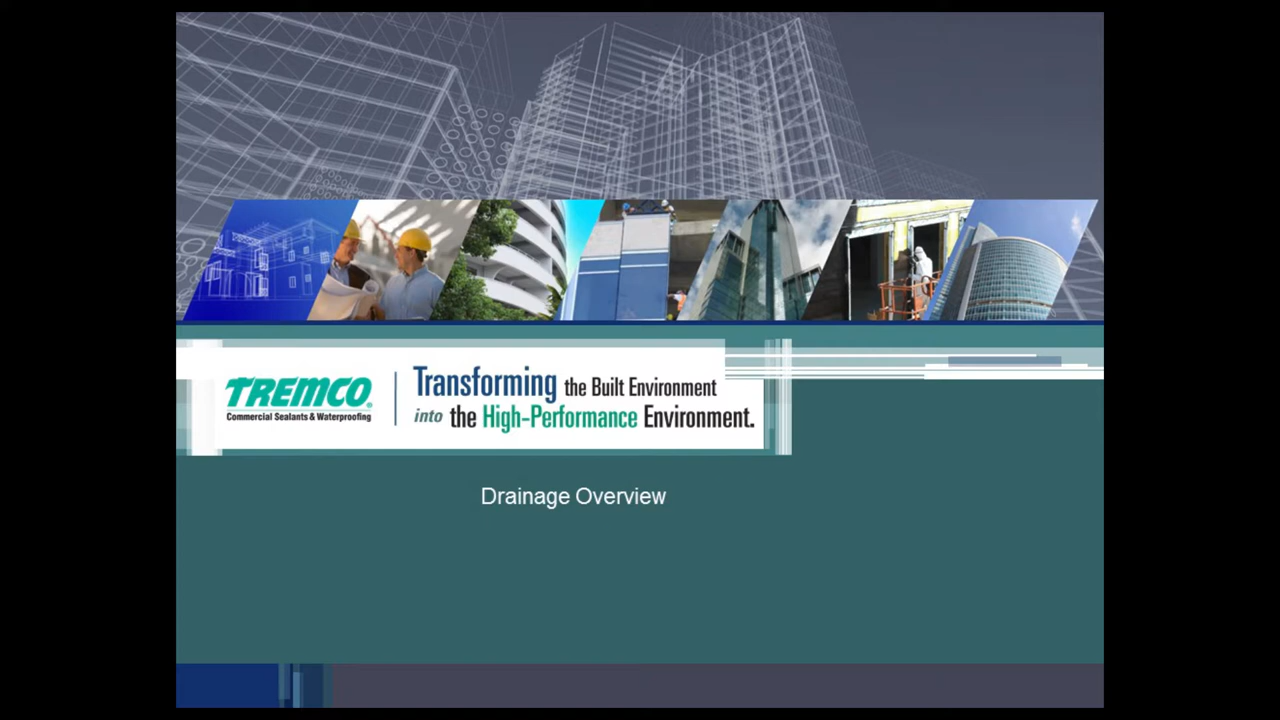 TREMCO®
Commercial Sealants & Waterproofing
Transforming the Built Environment
into the High-Performance Environment.
Drainage Overview